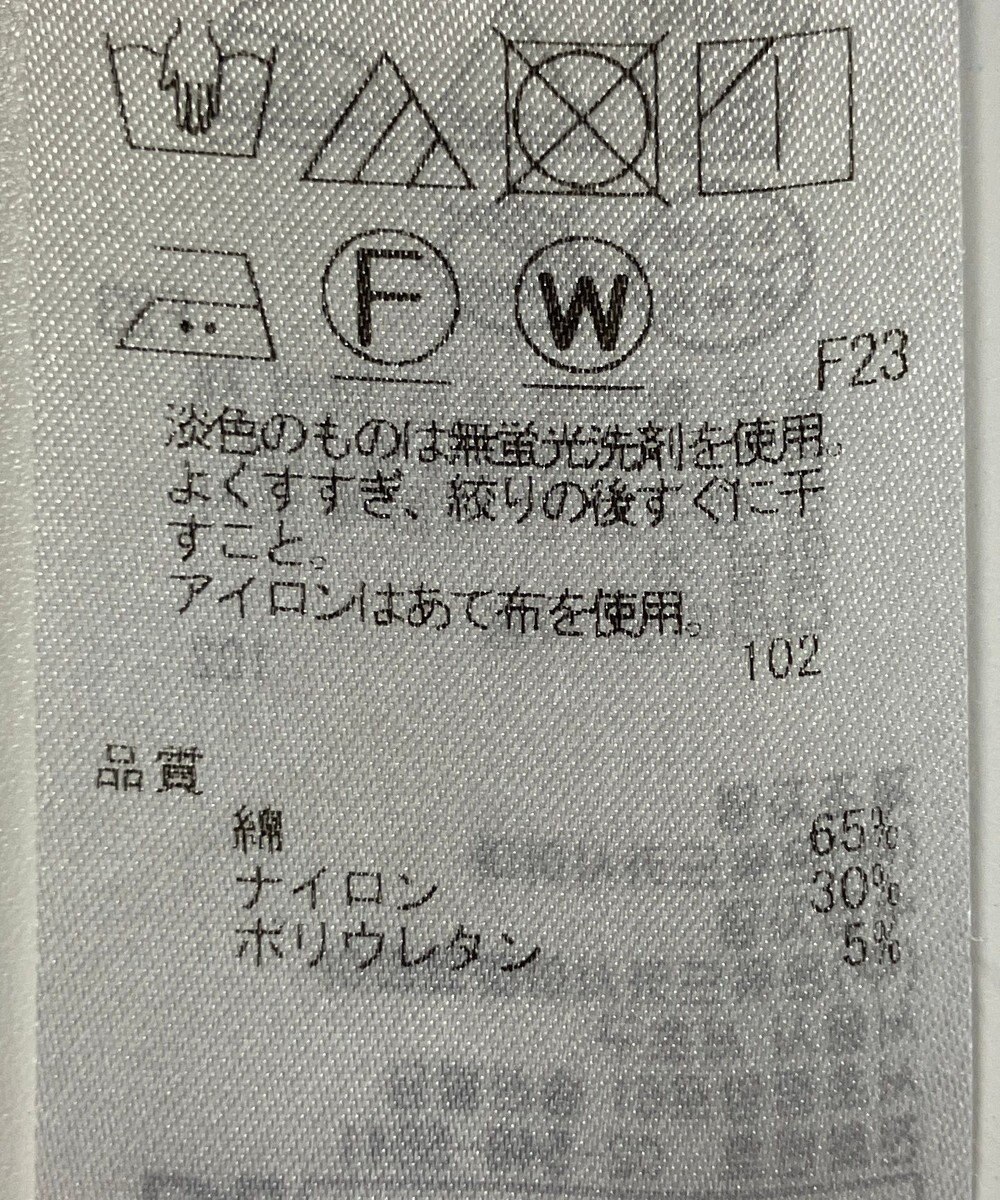 F
W
F23
淡色のものは無蛍光洗剤を使用。
よくすすぎ、絞りの後すぐに干
すこと。
アイロンはあて布を使用。
102
品質
綿 65%
ナイロン 30%
ポリウレタン 5%